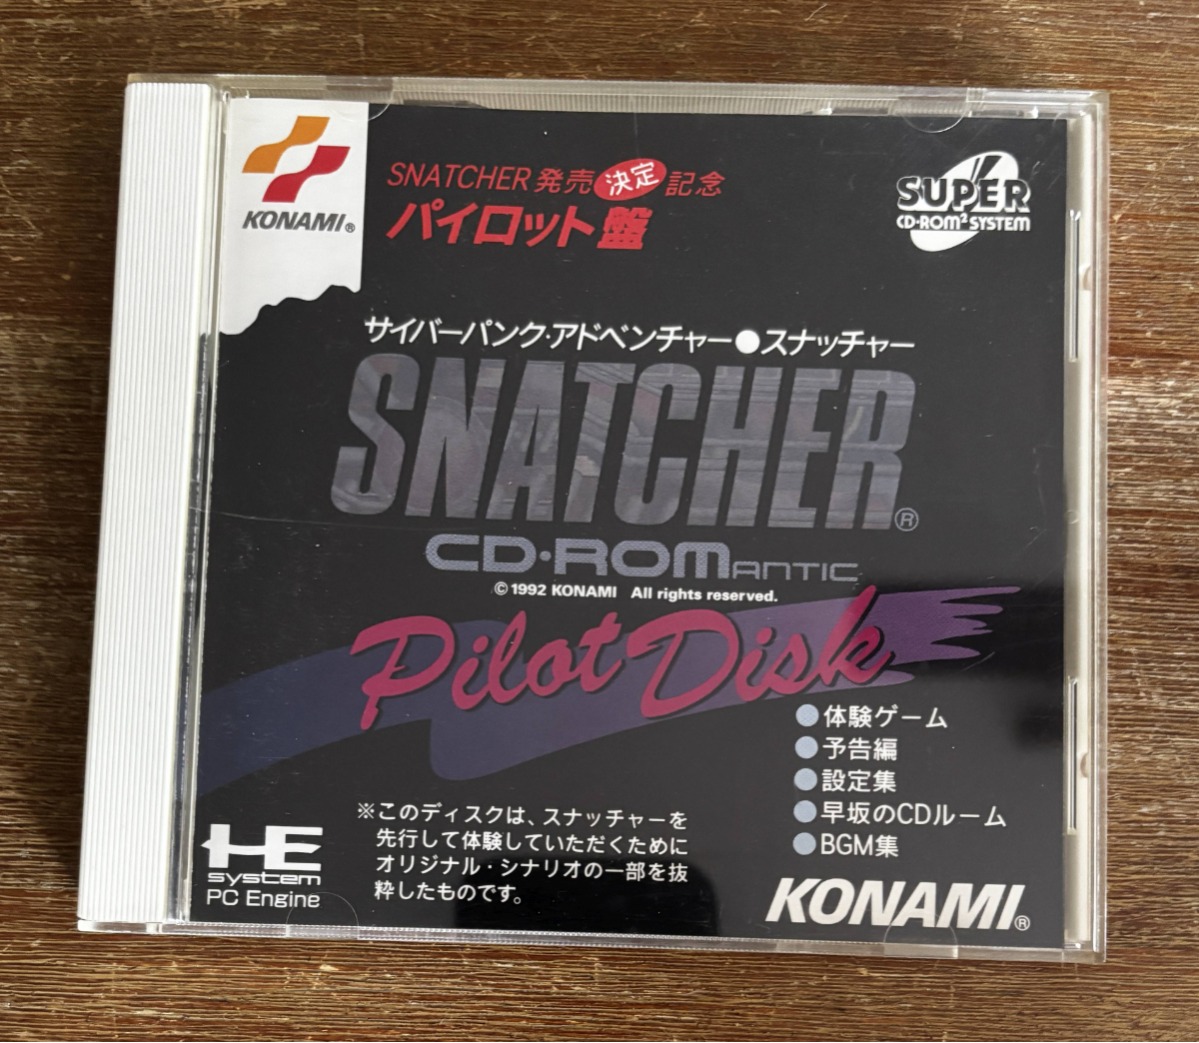 KONAMI®
SNATCHER発売決定記念
パイロット盤
SUPER
CD-ROM² SYSTEM
サイバーパンク・アドベンチャー●スナッチャー
SNATCHER®
CD・ROMANTIC
©1992 KONAMI All rights reserved.
Pilot Disk
●体験ゲーム
●予告編
●設定集
●早坂のCDルーム
●BGM集
※このディスクは、スナッチャーを
先行して体験していただくために
オリジナル・シナリオの一部を抜
粋したものです。
HE
system
PC Engine
KONAMI®